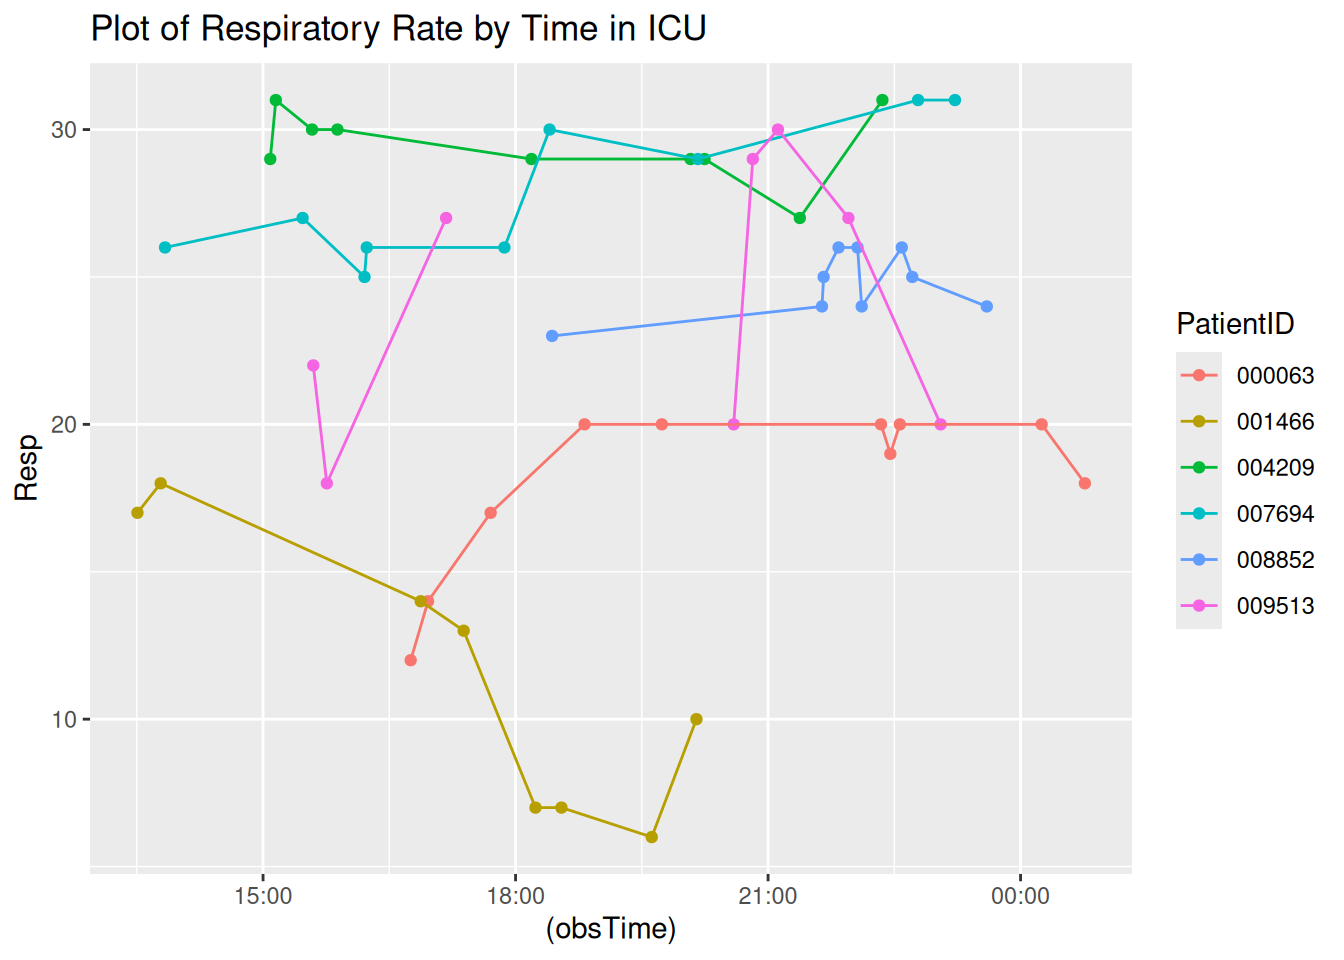 Plot of Respiratory Rate by Time in ICU
Resp
30
20
10
15:00 18:00 21:00 00:00
(obsTime)
PatientID
000063
001466
004209
007694
008852
009513